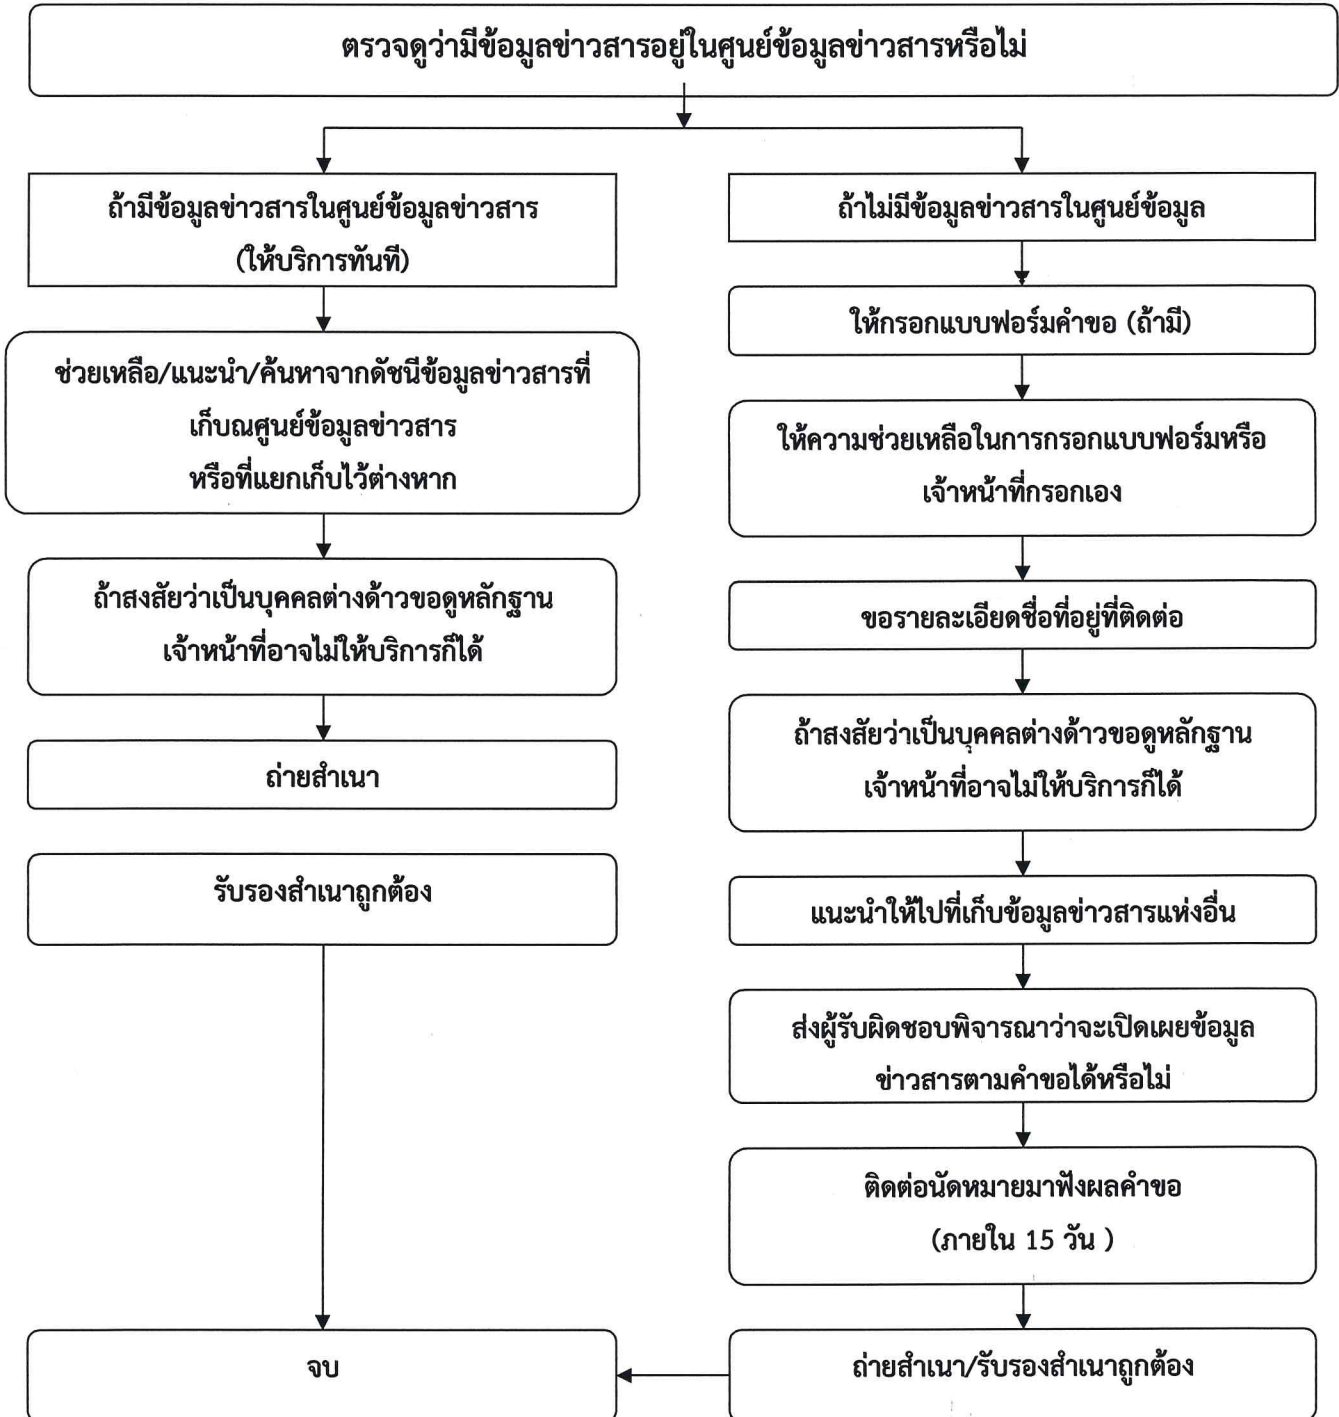 ตรวจดูว่ามีข้อมูลข่าวสารอยู่ในศูนย์ข้อมูลข่าวสารหรือไม่
ถ้ามีข้อมูลข่าวสารในศูนย์ข้อมูลข่าวสาร
(ให้บริการทันที)
ช่วยเหลือ/แนะนำ/ค้นหาจากดัชนีข้อมูลข่าวสารที่
เก็บณศูนย์ข้อมูลข่าวสาร
หรือที่แยกเก็บไว้ต่างหาก
ถ้าสงสัยว่าเป็นบุคคลต่างด้าวขอดูหลักฐาน
เจ้าหน้าที่อาจไม่ให้บริการก็ได้
ถ่ายสำเนา
รับรองสำเนาถูกต้อง
ถ้าไม่มีข้อมูลข่าวสารในศูนย์ข้อมูล
ให้กรอกแบบฟอร์มคำขอ (ถ้ามี)
ให้ความช่วยเหลือในการกรอกแบบฟอร์มหรือ
เจ้าหน้าที่กรอกเอง
ขอรายละเอียดชื่อที่อยู่ที่ติดต่อ
ถ้าสงสัยว่าเป็นบุคคลต่างด้าวขอดูหลักฐาน
เจ้าหน้าที่อาจไม่ให้บริการก็ได้
แนะนำให้ไปที่เก็บข้อมูลข่าวสารแห่งอื่น
ส่งผู้รับผิดชอบพิจารณาว่าจะเปิดเผยข้อมูล
ข่าวสารตามคำขอได้หรือไม่
ติดต่อนัดหมายมาฟังผลคำขอ
(ภายใน 15 วัน )
ถ่ายสำเนา/รับรองสำเนาถูกต้อง
จบ